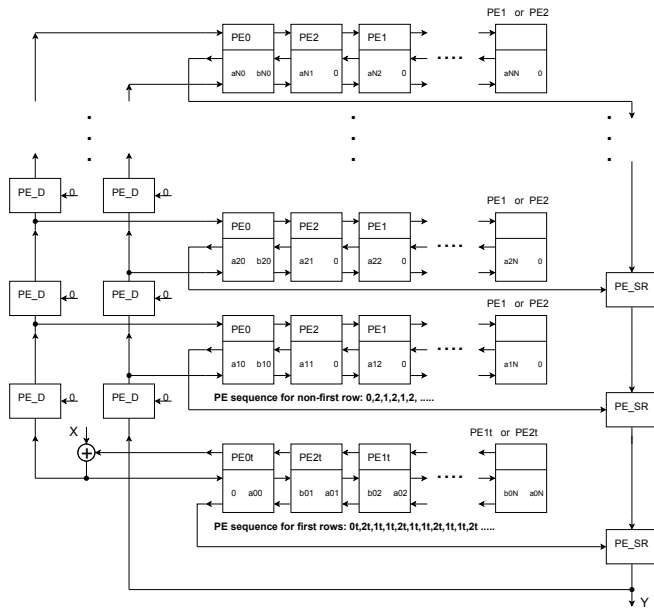 PE1 or PE2
PE0 PE2 PE1
aN0 bN0 aN1 0 aN2 0 aNN 0
PE_D 0 PE_D 0
PE1 or PE2
PE0 PE2 PE1
a20 b20 a21 0 a22 0 a2N 0
PE_SR
PE_D 0 PE_D 0
PE1 or PE2
PE0 PE2 PE1
a10 b10 a11 0 a12 0 a1N 0
PE_D 0 PE_D 0
PE sequence for non-first row: 0,2,1,2,1,2, .....
PE_SR
X
PE1t or PE2t
PE0t PE2t PE1t
0 a00 b01 a01 b02 a02 b0N a0N
PE sequence for first rows: 0t,2t,1t,1t,2t,1t,1t,2t,1t,1t,2t .....
PE_SR
Y